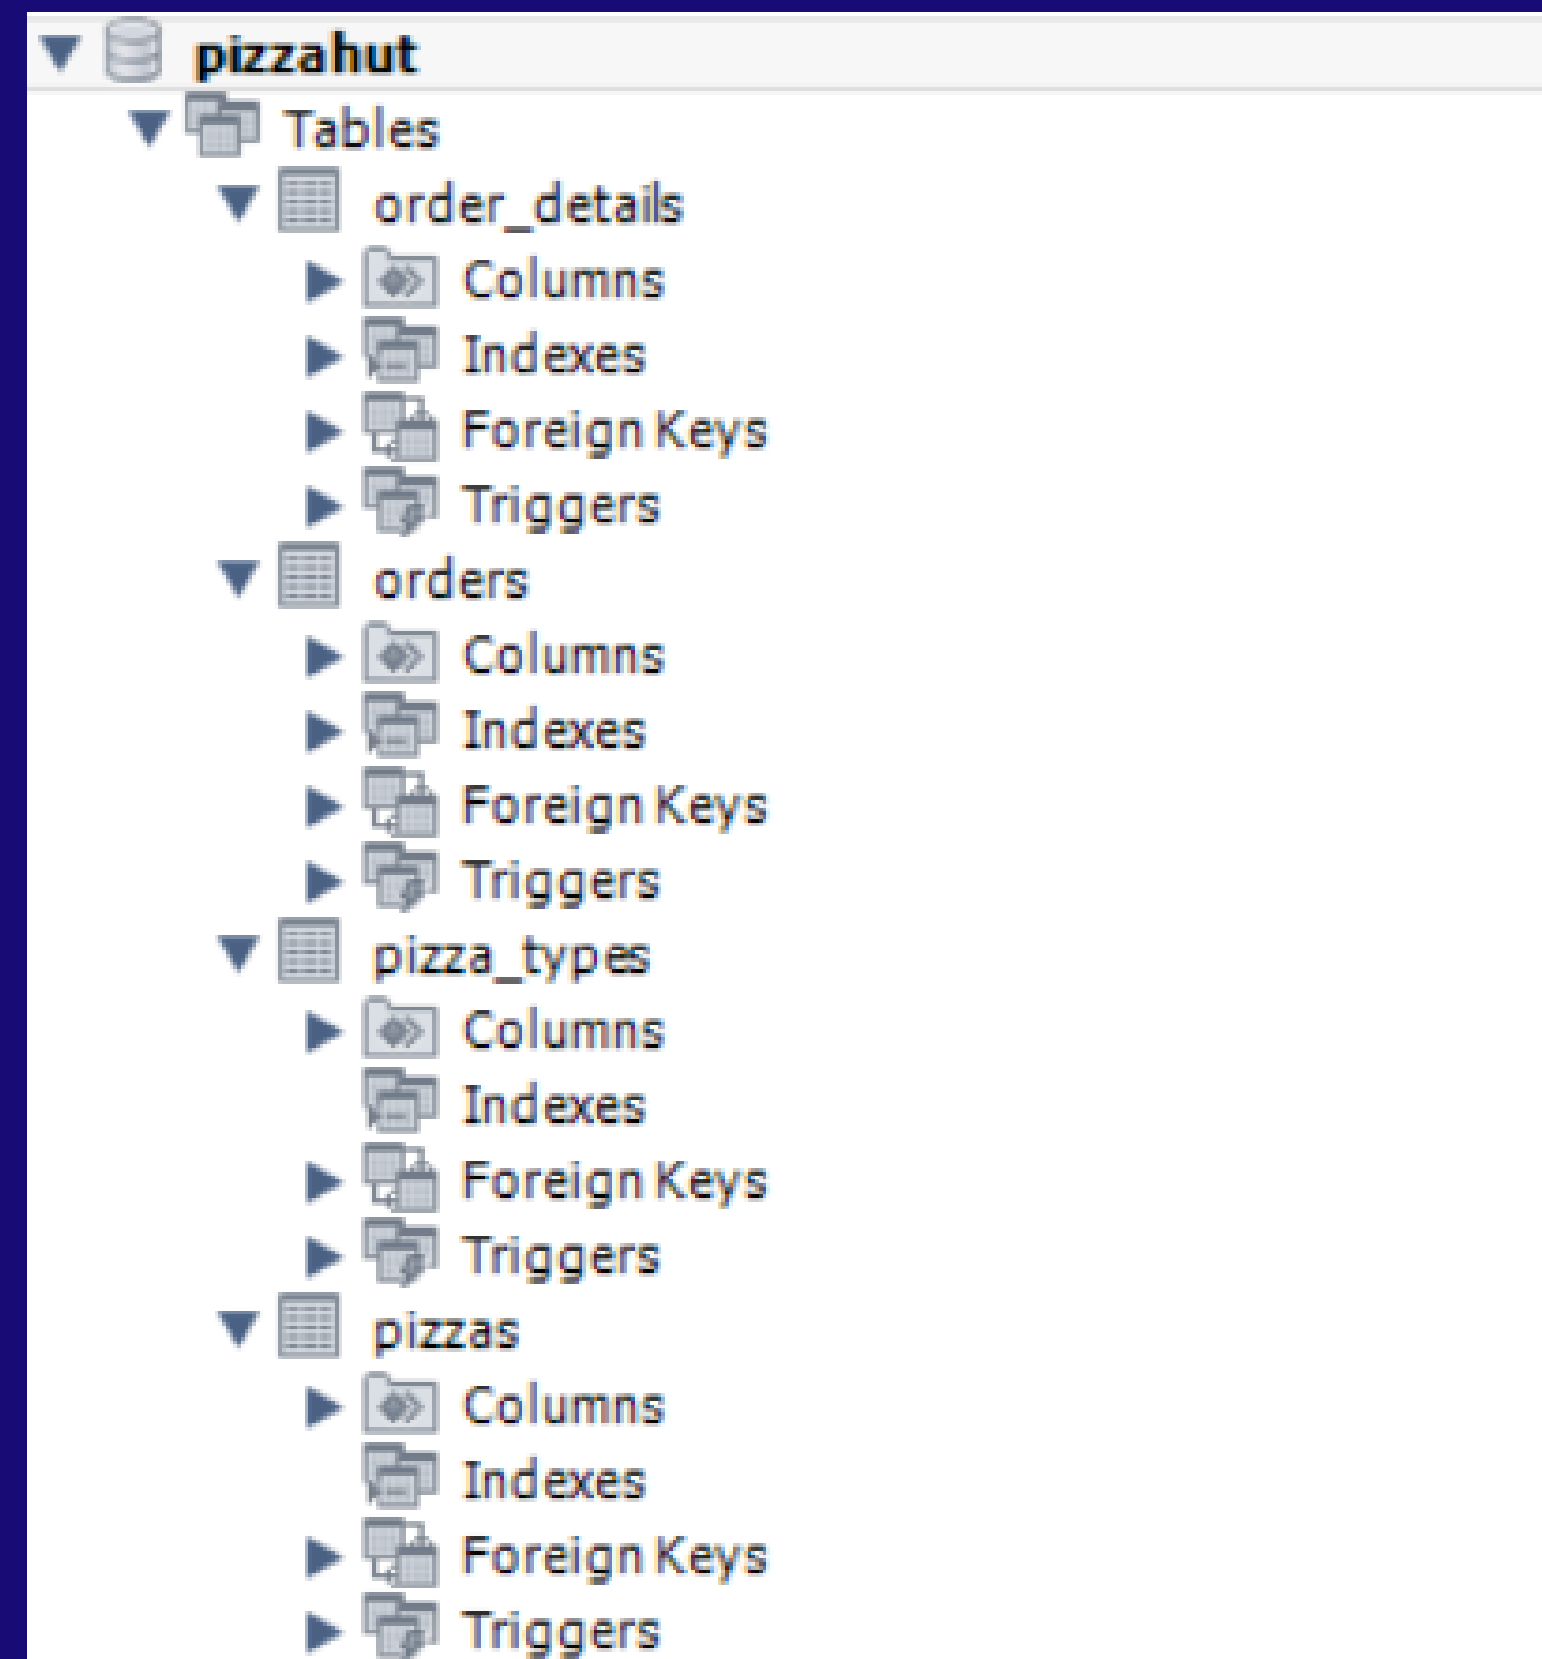 pizzahut
Tables
order_details
Columns
Indexes
Foreign Keys
Triggers
orders
Columns
Indexes
Foreign Keys
Triggers
pizza_types
Columns
Indexes
Foreign Keys
Triggers
pizzas
Columns
Indexes
Foreign Keys
Triggers